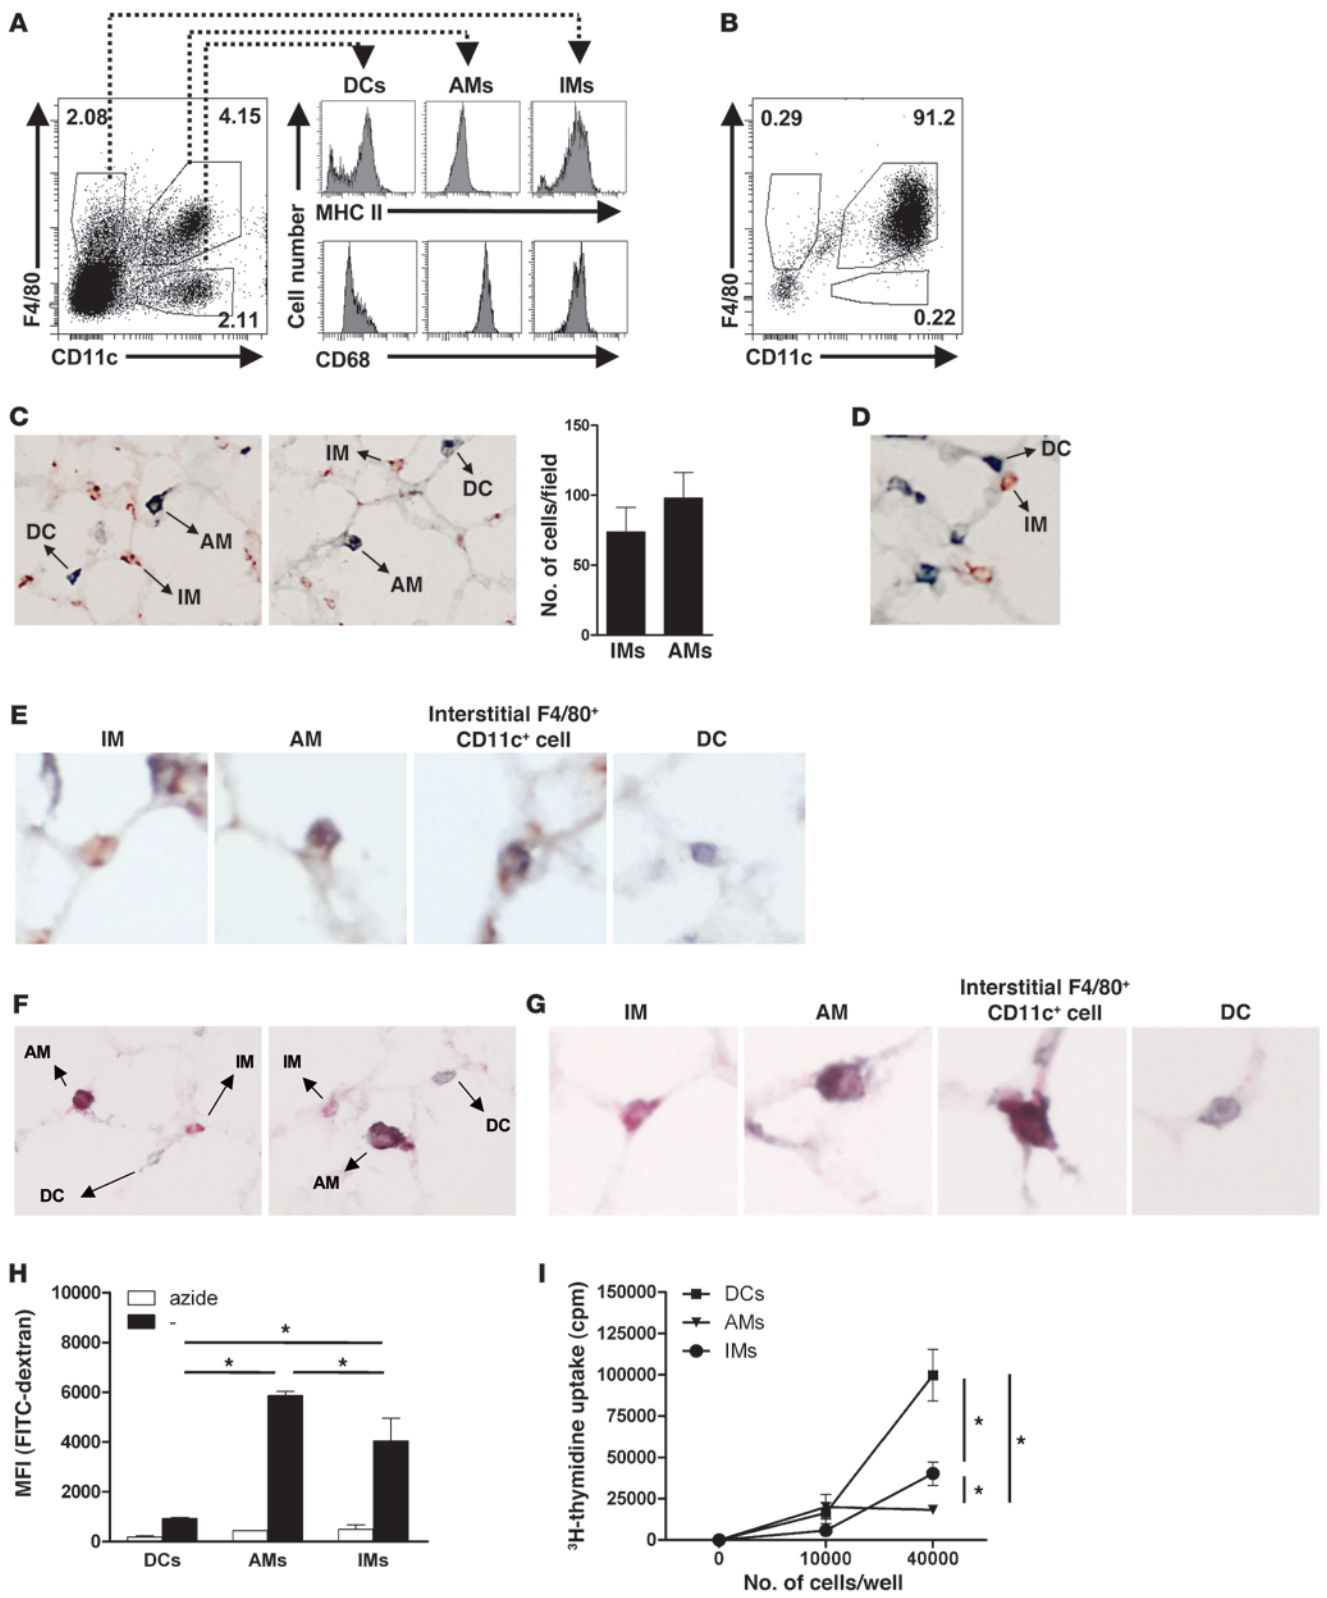 A
DCs
AMs
IMs
2.08
4.15
2.11
F4/80
CD11c
Cell number
MHC II
CD68
B
0.29
91.2
0.22
F4/80
CD11c
C
DC
AM
IM
IM
DC
AM
No. of cells/field
150
100
50
0
IMs
AMs
D
DC
IM
E
IM
AM
Interstitial F4/80⁺
CD11c⁺ cell
DC
F
AM
IM
DC
IM
DC
AM
G
IM
AM
Interstitial F4/80⁺
CD11c⁺ cell
DC
H
MFI (FITC-dextran)
10000
8000
6000
4000
2000
0
azide
-
*
* *
DCs AMs IMs
I
³H-thymidine uptake (cpm)
150000
125000
100000
75000
50000
25000
0
DCs
AMs
IMs
*
*
*
0 10000 40000
No. of cells/well